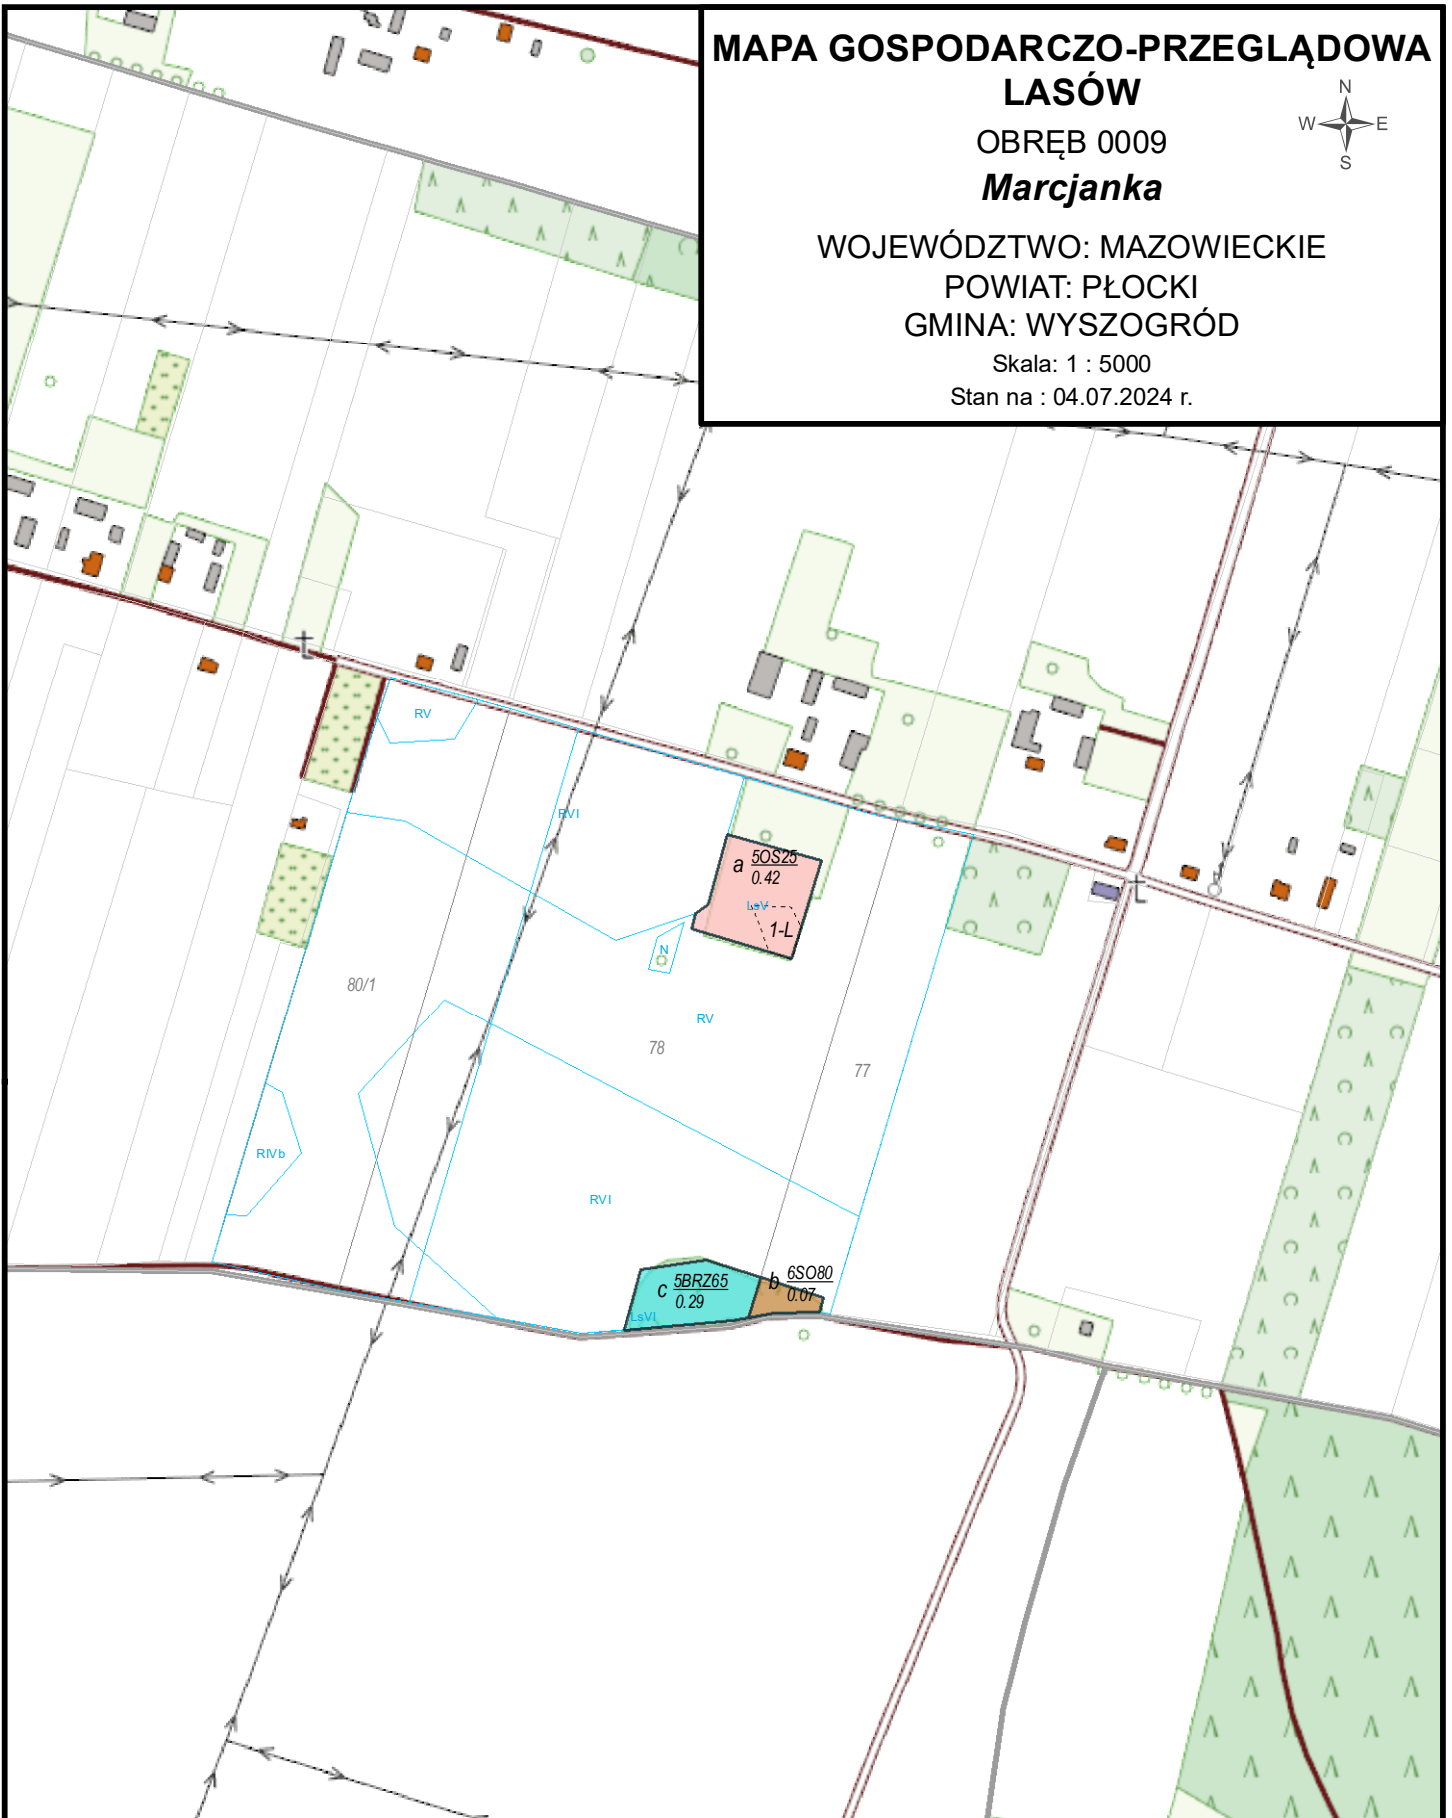 MAPA GOSPODARCZO-PRZEGLĄDOWA
LASÓW
N
W E
S
OBRĘB 0009
Marcjanka
WOJEWÓDZTWO: MAZOWIECKIE
POWIAT: PŁOCKI
GMINA: WYSZOGRÓD
Skala: 1 : 5000
Stan na : 04.07.2024 r.
RV
RVI
a 5OS25
0.42
LsV
1-L
N
80/1
RV
78
77
RIVb
RVI
c 5BRZ65
0.29
b 6SO80
0.07
LsVI